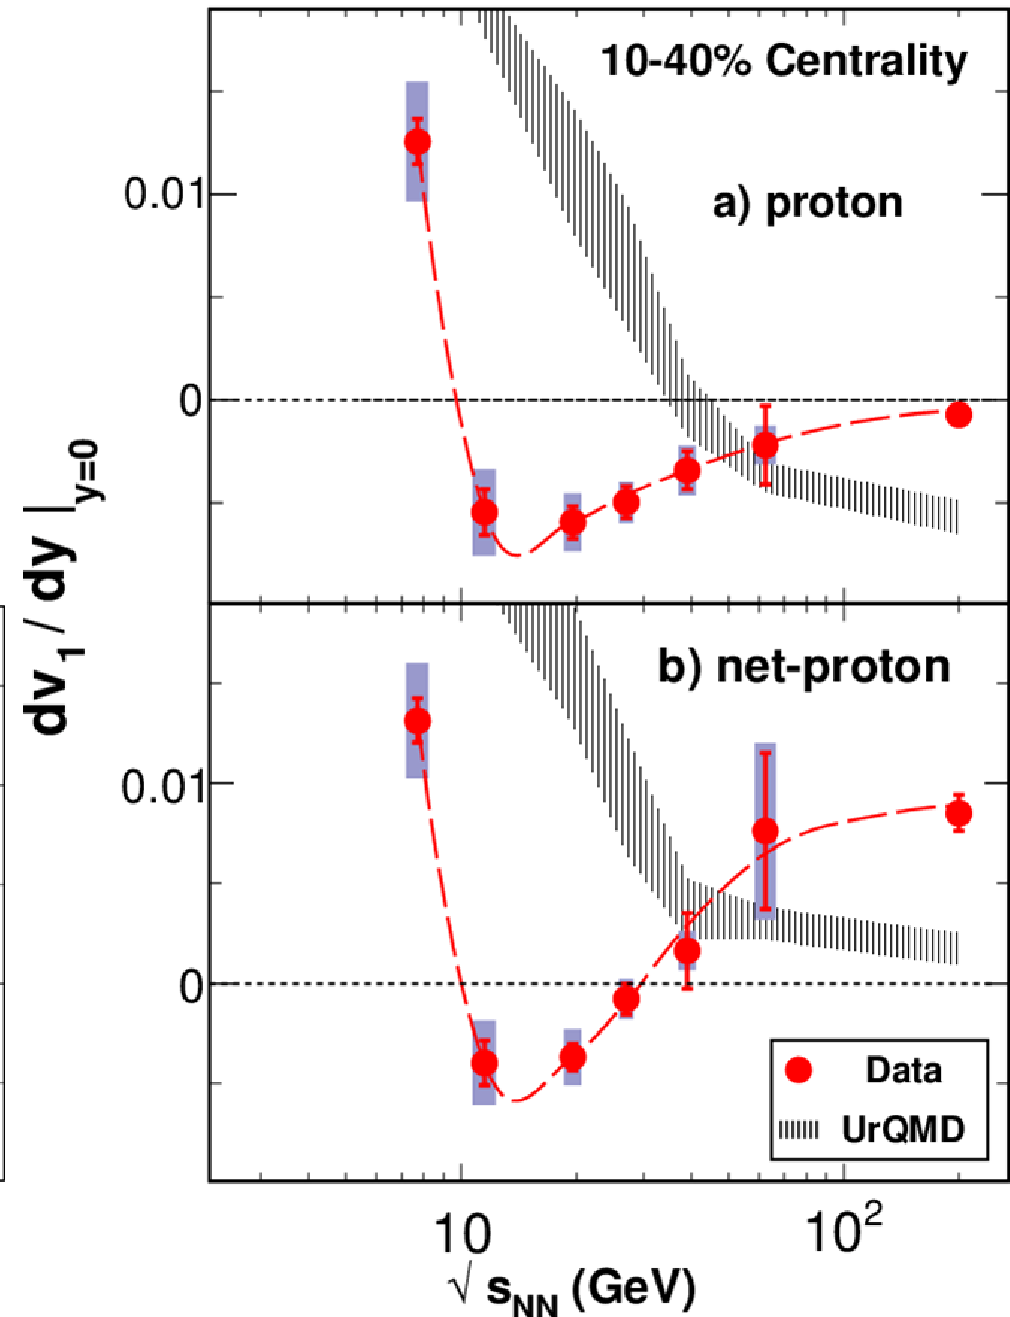 10-40% Centrality
a) proton
0.01
0
dv1 / dy |y=0
b) net-proton
0.01
0
Data
UrQMD
10
10²
√ sNN (GeV)